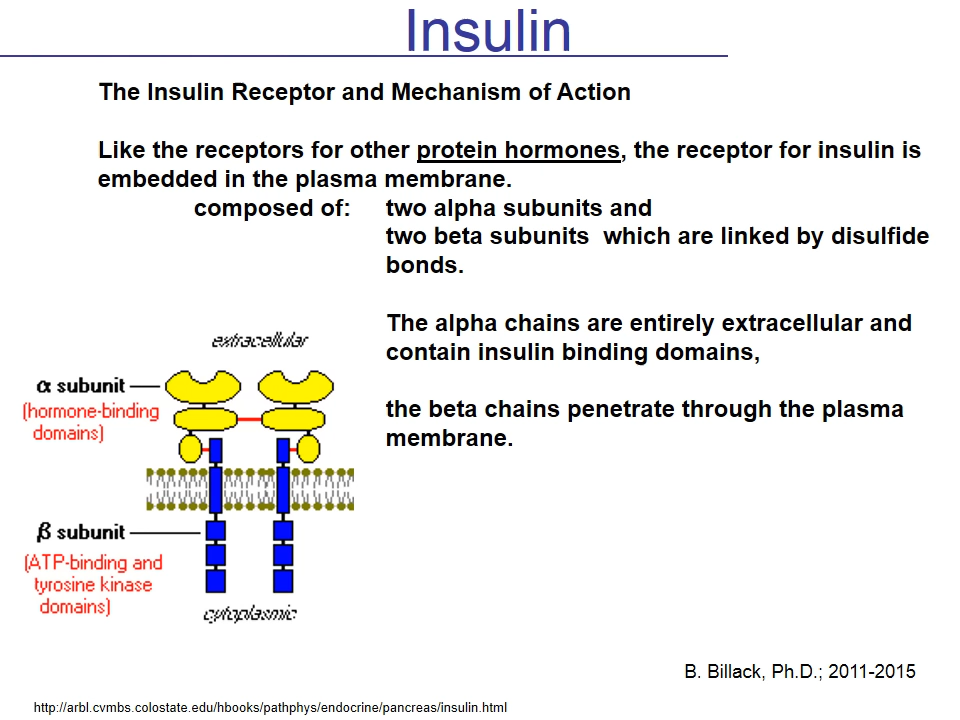 Insulin
The Insulin Receptor and Mechanism of Action
Like the receptors for other protein hormones, the receptor for insulin is
embedded in the plasma membrane.
composed of: two alpha subunits and
two beta subunits which are linked by disulfide
bonds.
The alpha chains are entirely extracellular and
contain insulin binding domains,
the beta chains penetrate through the plasma
membrane.
extracellular
α subunit
(hormone-binding
domains)
β subunit
(ATP-binding and
tyrosine kinase
domains)
cytoplasmic
B. Billack, Ph.D.; 2011-2015
http://arbl.cvmbs.colostate.edu/hbooks/pathphys/endocrine/pancreas/insulin.html